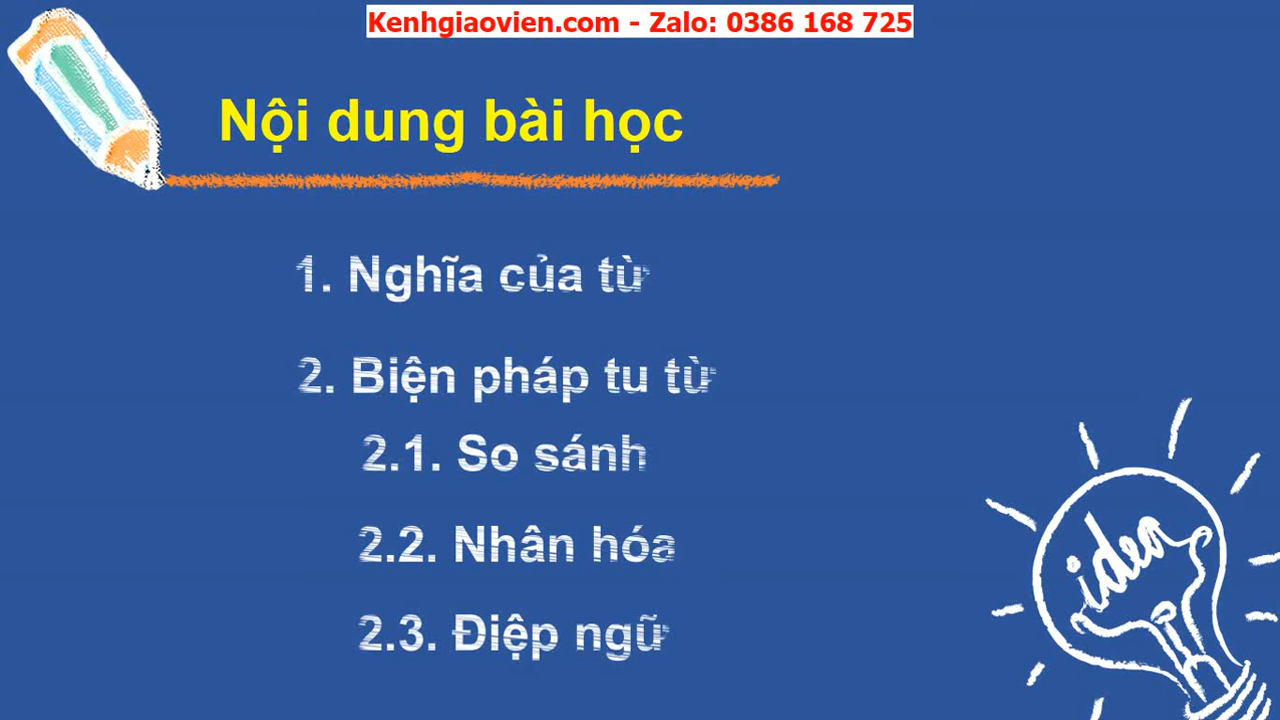 Kenhgiaovien.com - Zalo: 0386 168 725
Nội dung bài học
1. Nghĩa của từ
2. Biện pháp tu từ
2.1. So sánh
2.2. Nhân hóa
2.3. Điệp ngữ
idea